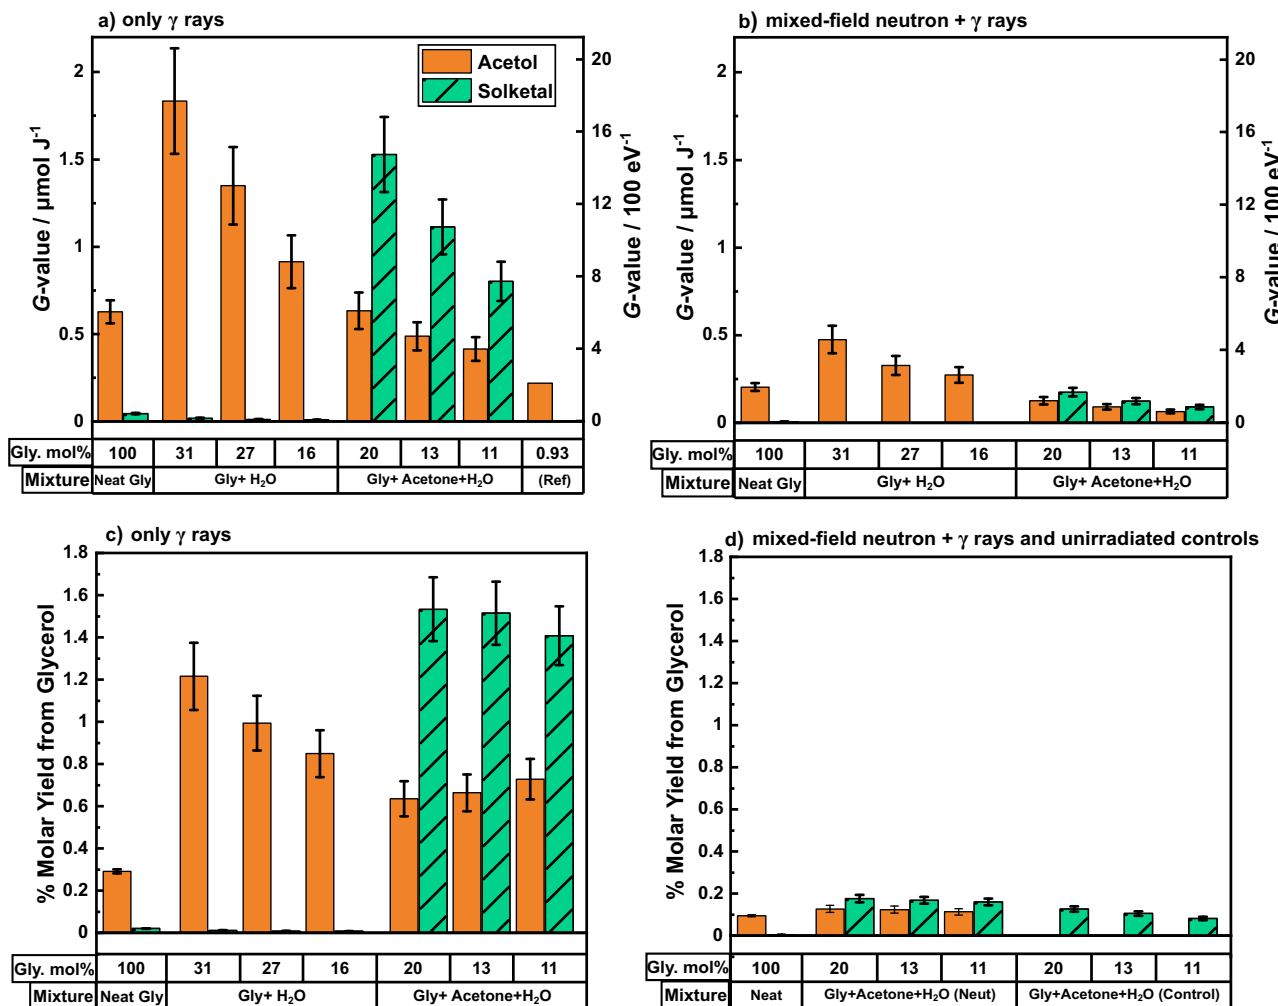 a) only γ rays
Acetol
Solketal
G-value / μmol J⁻¹
2
1.5
1
0.5
0
G-value / 100 eV⁻¹
20
16
12
8
4
0
Gly. mol% 100 31 27 16 20 13 11 0.93
Mixture Neat Gly Gly+ H₂O Gly+ Acetone+H₂O (Ref)
b) mixed-field neutron + γ rays
G-value / μmol J⁻¹
2
1.5
1
0.5
0
G-value / 100 eV⁻¹
20
16
12
8
4
0
Gly. mol% 100 31 27 16 20 13 11
Mixture Neat Gly Gly+ H₂O Gly+ Acetone+H₂O
c) only γ rays
% Molar Yield from Glycerol
1.8
1.6
1.4
1.2
1
0.8
0.6
0.4
0.2
0
Gly. mol% 100 31 27 16 20 13 11
Mixture Neat Gly Gly+ H₂O Gly+ Acetone+H₂O
d) mixed-field neutron + γ rays and unirradiated controls
% Molar Yield from Glycerol
1.8
1.6
1.4
1.2
1
0.8
0.6
0.4
0.2
0
Gly. mol% 100 20 13 11 20 13 11
Mixture Neat Gly+Acetone+H₂O (Neut) Gly+Acetone+H₂O (Control)